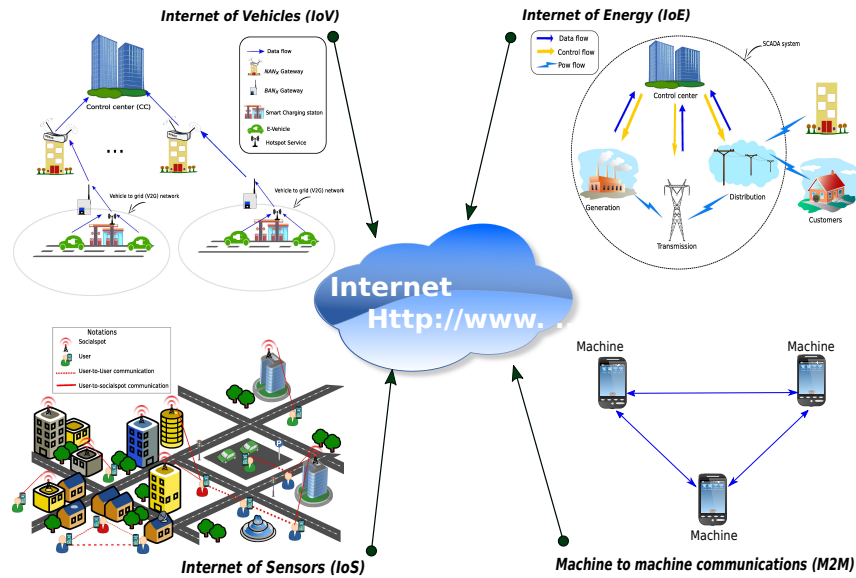 Internet of Vehicles (IoV)
Data flow
NANx Gateway
BANx Gateway
Smart Charging staton
E-Vehicle
Hotspot Service
Control center (CC)
...
Vehicle to grid (V2G) network
Vehicle to grid (V2G) network
Internet of Energy (IoE)
Data flow
Control flow
Pow flow
SCADA system
Control center
Generation
Transmission
Distribution
Customers
Internet
Http://www. ...
Notations
Socialspot
User
User-to-User communication
User-to-socialspot communication
P
Internet of Sensors (IoS)
Machine
Machine
Machine
Machine to machine communications (M2M)